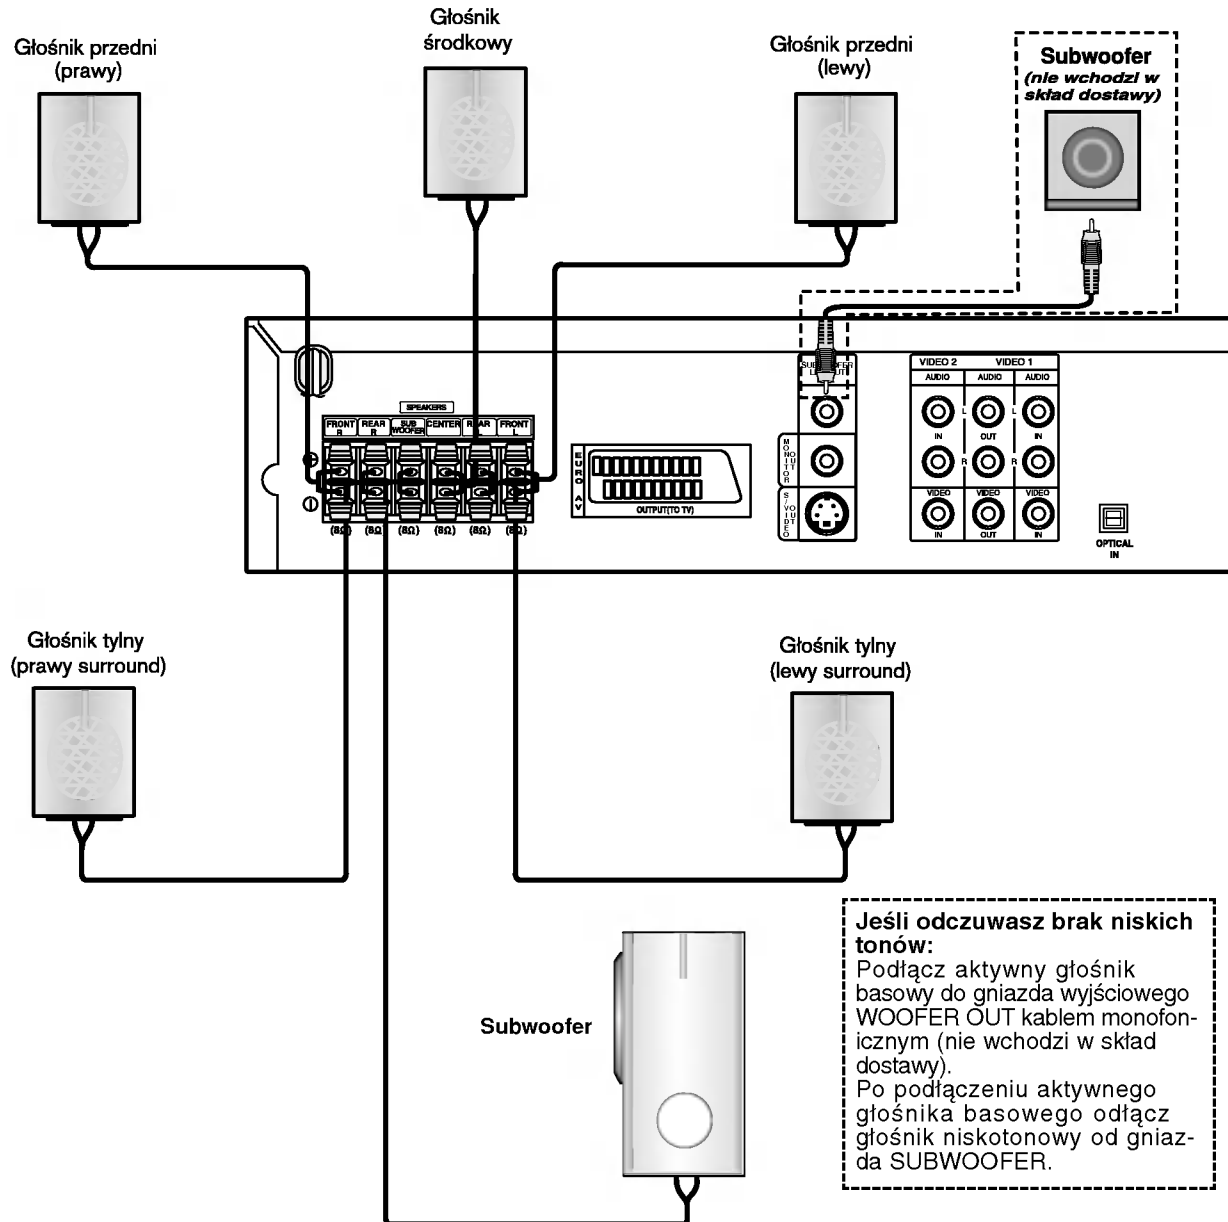 Głośnik przedni
(prawy)
Głośnik
środkowy
Głośnik przedni
(lewy)
Subwoofer
(nie wchodzi w
skład dostawy)
SPEAKERS
FRONT
R
REAR
R
SUB
WOOFER
CENTER
FRONT
L
(8Ω)
(8Ω)
(8Ω)
(8Ω)
(8Ω)
EURO AV
OUTPUT(TO TV)
MONITOR
OUT
S/VIDEO
OUT
VIDEO 2
VIDEO 1
AUDIO
AUDIO
AUDIO
L
L
IN
OUT
IN
R
R
VIDEO
VIDEO
VIDEO
IN
OUT
IN
OPTICAL
IN
Głośnik tylny
(prawy surround)
Głośnik tylny
(lewy surround)
Subwoofer
Jeśli odczuwasz brak niskich
tonów:
Podłącz aktywny głośnik
basowy do gniazda wyjściowego
WOOFER OUT kablem monofon-
icznym (nie wchodzi w skład
dostawy).
Po podłączeniu aktywnego
głośnika basowego odłącz
głośnik niskotonowy od gniaz-
da SUBWOOFER.